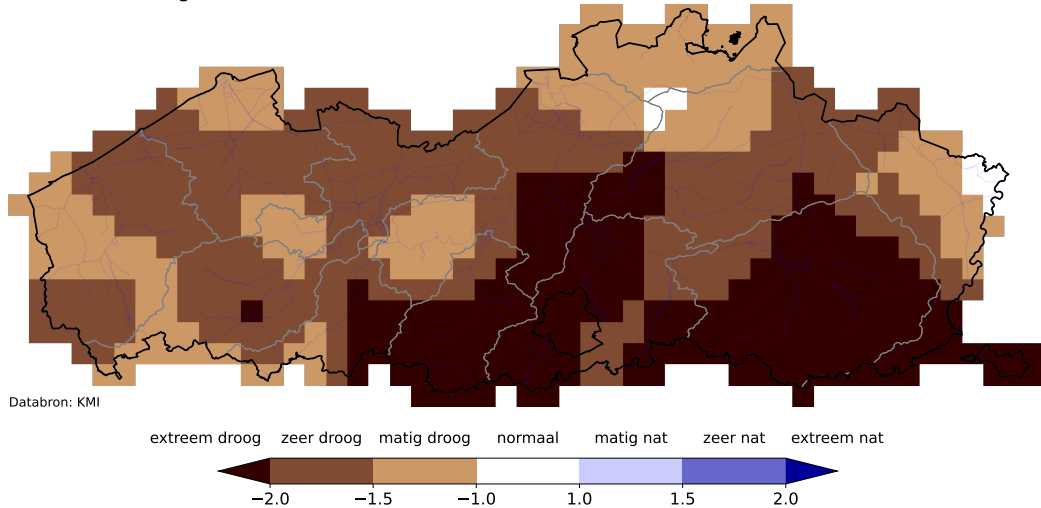 Databron: KMI
extreem droog zeer droog matig droog normaal matig nat zeer nat extreem nat
−2.0 −1.5 −1.0 1.0 1.5 2.0